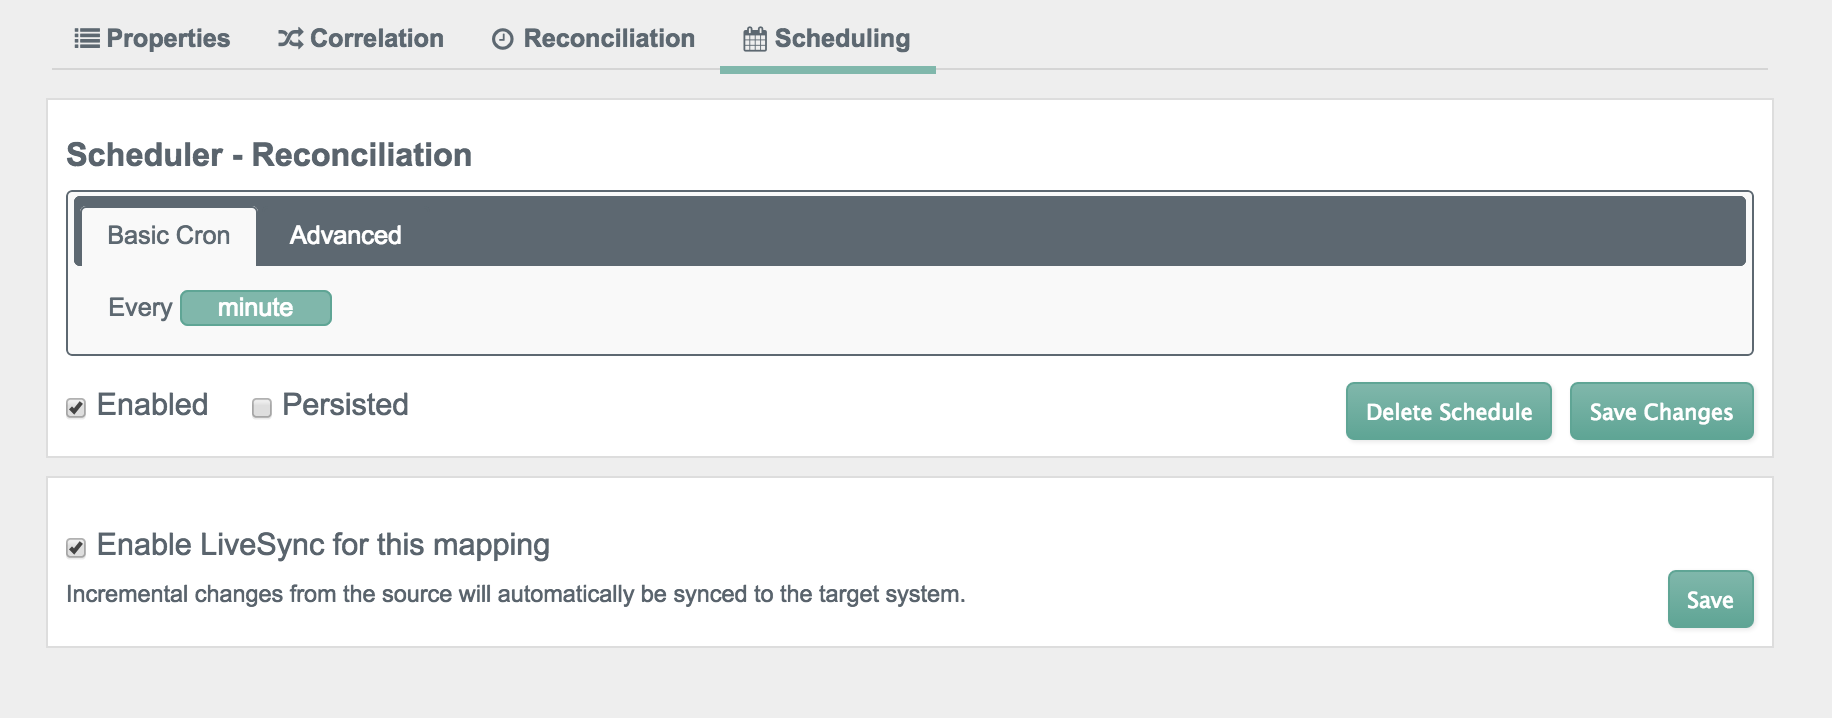 Properties Correlation Reconciliation Scheduling
Scheduler - Reconciliation
Basic Cron Advanced
Every minute
Enabled Persisted Delete Schedule Save Changes
Enable LiveSync for this mapping
Incremental changes from the source will automatically be synced to the target system.
Save